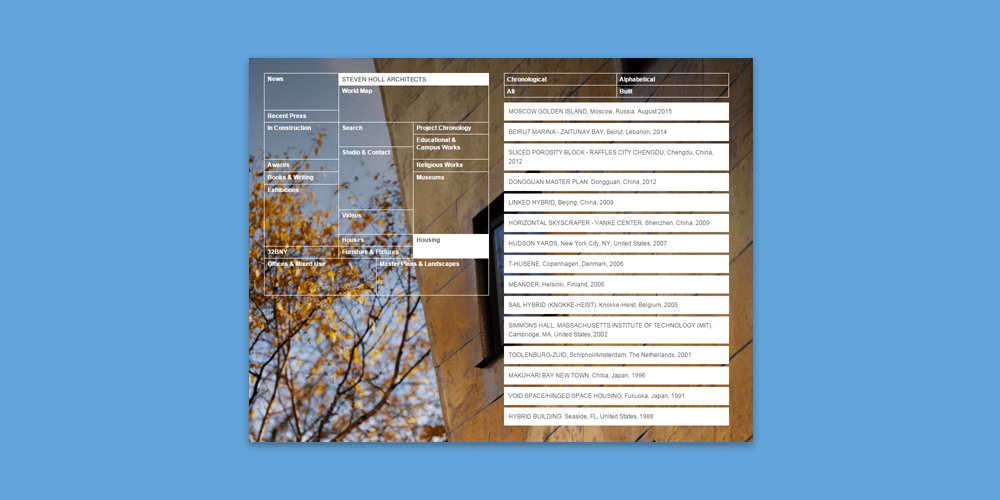 News
STEVEN HOLL ARCHITECTS
World Map
Recent Press
In Construction
Search
Project Chronology
Educational &
Campus Works
Studio & Contact
Awards
Religious Works
Books & Writing
Museums
Exhibitions
Videos
Houses
Housing
32BNY
Furniture & Fixtures
Offices & Mixed Use
Master Plans & Landscapes
Chronological
Alphabetical
All
Built
MOSCOW GOLDEN ISLAND, Moscow, Russia, August 2015
BEIRUT MARINA - ZAITUNAY BAY, Beirut, Lebanon, 2014
SLICED POROSITY BLOCK - RAFFLES CITY CHENGDU, Chengdu, China,
2012
DONGGUAN MASTER PLAN, Dongguan, China, 2012
LINKED HYBRID, Beijing, China, 2009
HORIZONTAL SKYSCRAPER - VANKE CENTER, Shenzhen, China, 2009
HUDSON YARDS, New York City, NY, United States, 2007
T-HUSENE, Copenhagen, Denmark, 2006
MEANDER, Helsinki, Finland, 2006
SAIL HYBRID (KNOKKE-HEIST), Knokke-Heist, Belgium, 2005
SIMMONS HALL, MASSACHUSETTS INSTITUTE OF TECHNOLOGY (MIT),
Cambridge, MA, United States, 2002
TOOLENBURG-ZUID, Schiphol/Amsterdam, The Netherlands, 2001
MAKUHARI BAY NEW TOWN, Chiba, Japan, 1996
VOID SPACE/HINGED SPACE HOUSING, Fukuoka, Japan, 1991
HYBRID BUILDING, Seaside, FL, United States, 1988